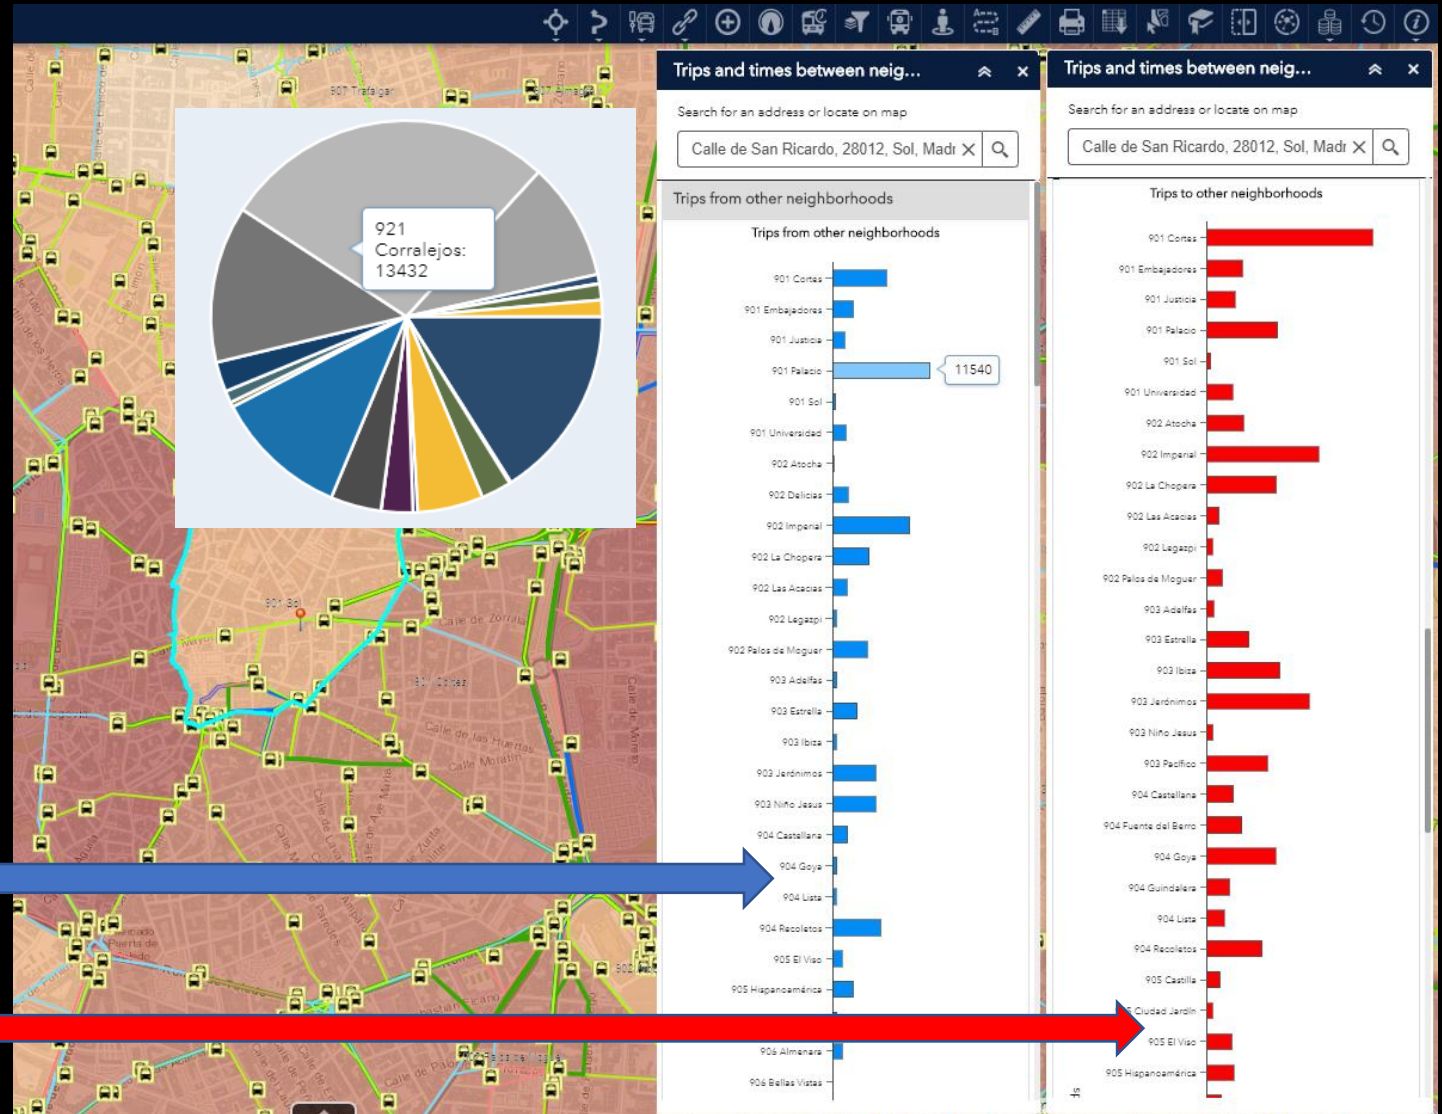 Trips and times between neig...
Search for an address or locate on map
Calle de San Ricardo, 28012, Sol, Madr
Trips from other neighborhoods
Trips from other neighborhoods
901 Cortes
901 Embajadores
901 Justicia
901 Palacio
11540
901 Sol
901 Universidad
902 Atocha
902 Delicias
902 Imperial
902 La Chopera
902 Las Acacias
902 Legazpi
902 Palos de Moguer
903 Adelfas
903 Estrella
903 Ibiza
903 Jerónimos
903 Niño Jesus
904 Castellana
904 Goya
904 Lista
904 Recoletos
905 El Viso
905 Hispanoamérica
906 Almenara
906 Bellas Vistas
Trips and times between neig...
Search for an address or locate on map
Calle de San Ricardo, 28012, Sol, Madr
Trips to other neighborhoods
901 Cortes
901 Embajadores
901 Justicia
901 Palacio
901 Sol
901 Universidad
902 Atocha
902 Imperial
902 La Chopera
902 Las Acacias
902 Legazpi
902 Palos de Moguer
903 Adelfas
903 Estrella
903 Ibiza
903 Jerónimos
903 Niño Jesus
903 Pacífico
904 Castellana
904 Fuente del Berro
904 Goya
904 Guindalera
904 Lista
904 Recoletos
905 Castilla
Ciudad Jardín
905 El Viso
905 Hispanoamérica
921
Corralejos:
13432
907 Trafalgar
901 Sol
Calle de Zorrilla
901 Cortes
Calle de las Huertas
Calle Moratín
Calle de Moreto
Puerta de